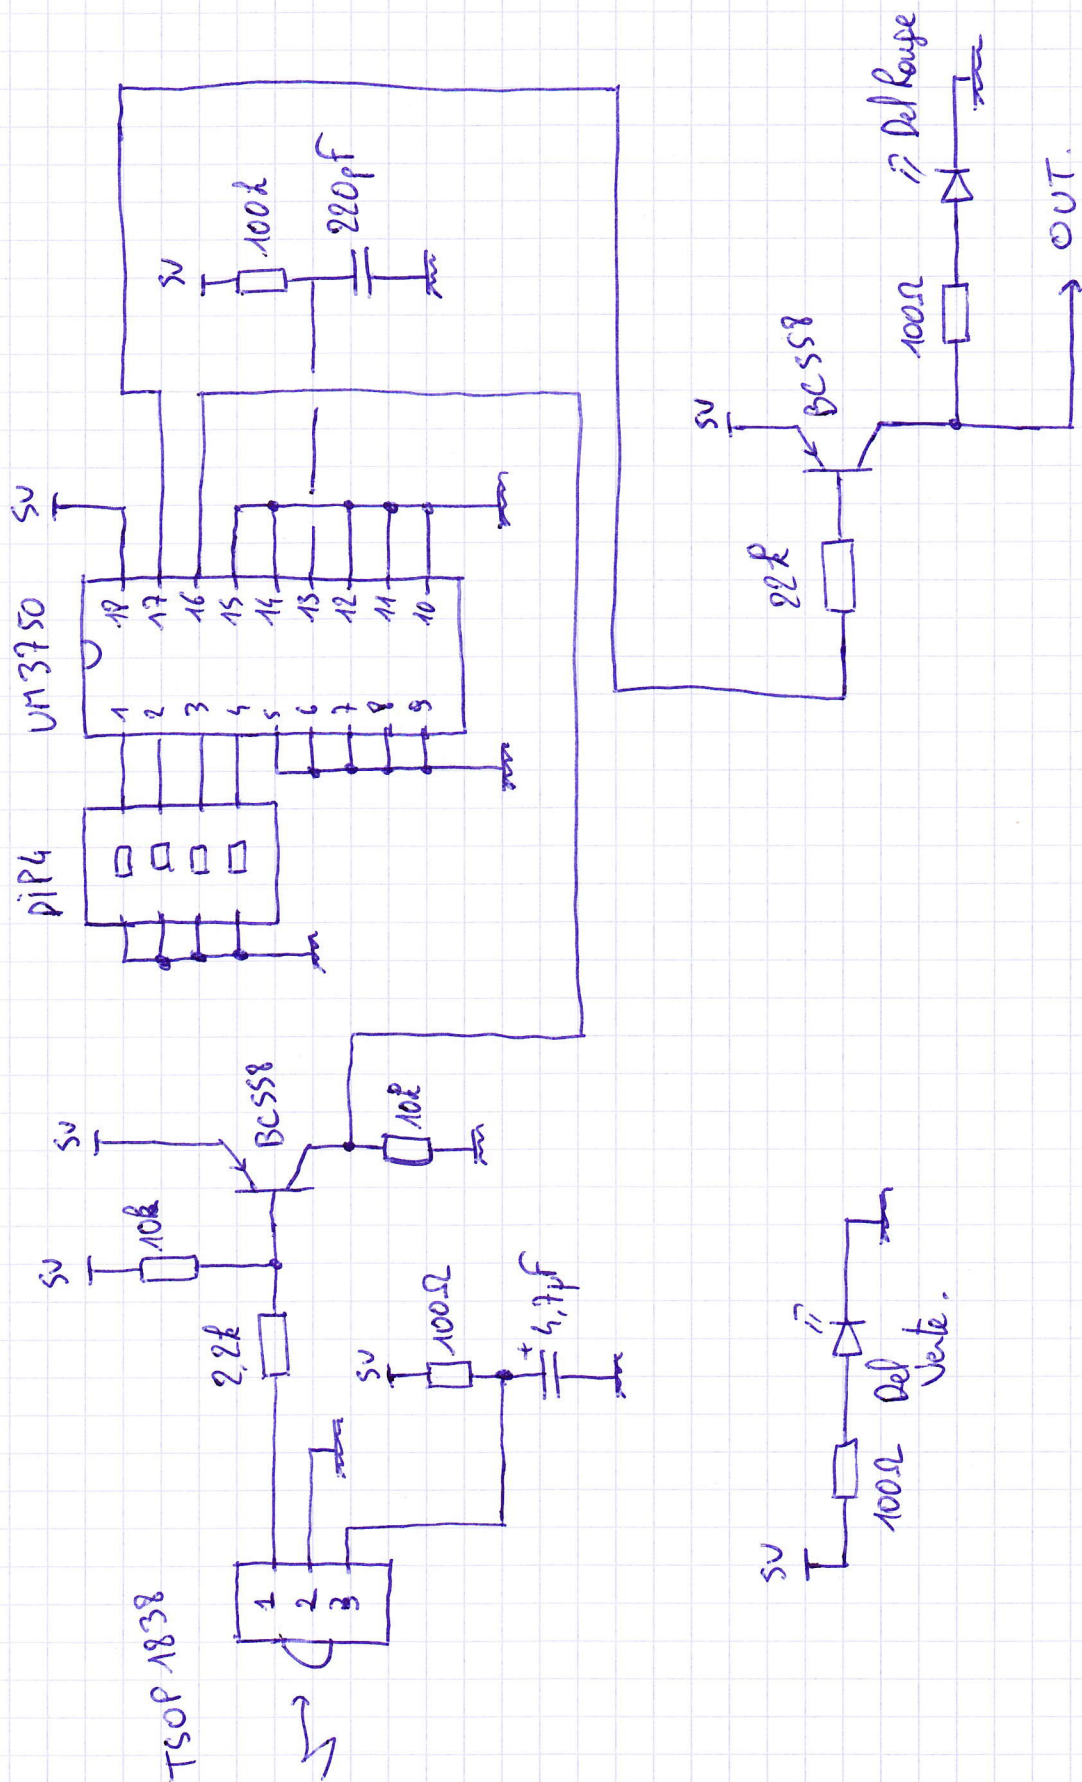 TSOP 1838
1
2
3
5V
10k
2,2k
5V
BC558
10k
5V
100Ω
+
4,7µF
DiP4
UM3750
1
2
3
4
5
6
7
8
9
18
17
16
15
14
13
12
11
10
5V
5V
100k
220pF
22k
5V
BC558
100Ω
Del Rouge
OUT.
5V
100Ω
Del
Verte.